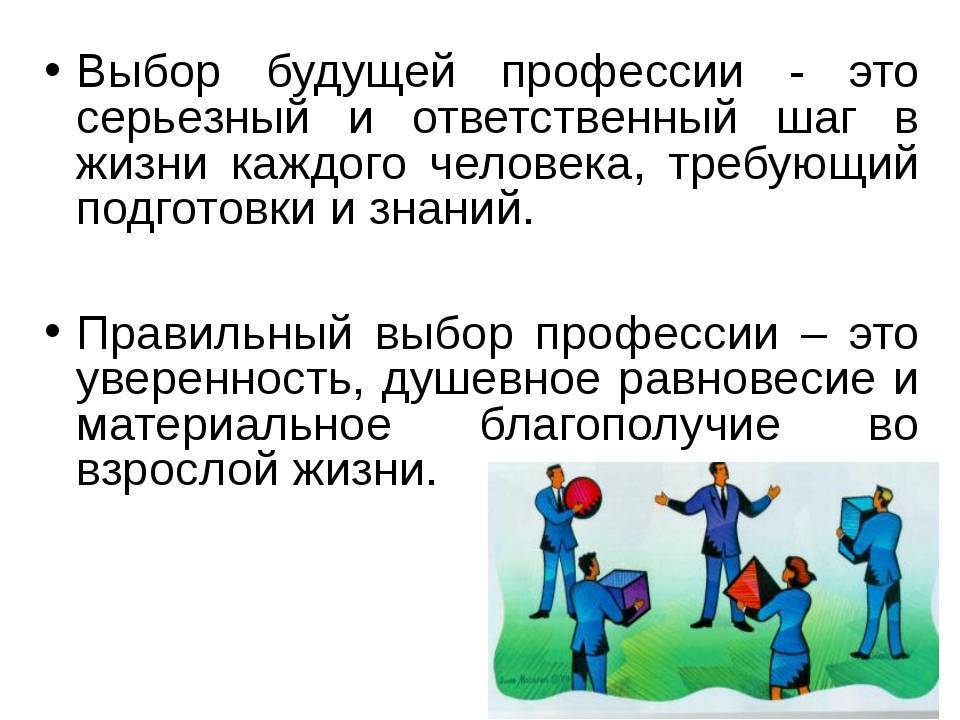 • Выбор будущей профессии - это
серьезный и ответственный шаг в
жизни каждого человека, требующий
подготовки и знаний.
• Правильный выбор профессии – это
уверенность, душевное равновесие и
материальное благополучие во
взрослой жизни.